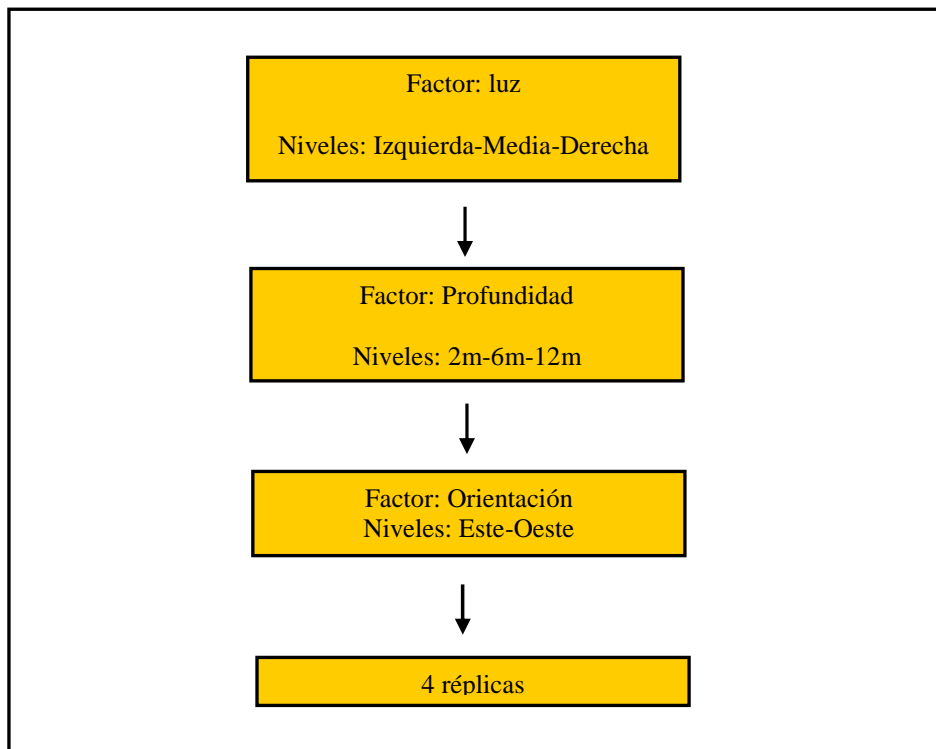 Factor: luz
Niveles: Izquierda-Media-Derecha
Factor: Profundidad
Niveles: 2m-6m-12m
Factor: Orientación
Niveles: Este-Oeste
4 réplicas